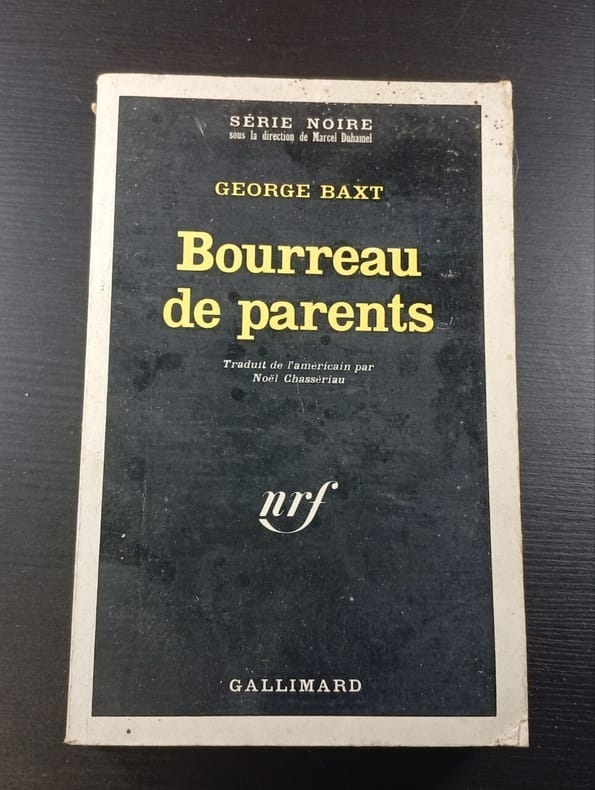 SÉRIE NOIRE
sous la direction de Marcel Duhamel
GEORGE BAXT
Bourreau
de parents
Traduit de l'américain par
Noël Chassériau
nrf
GALLIMARD